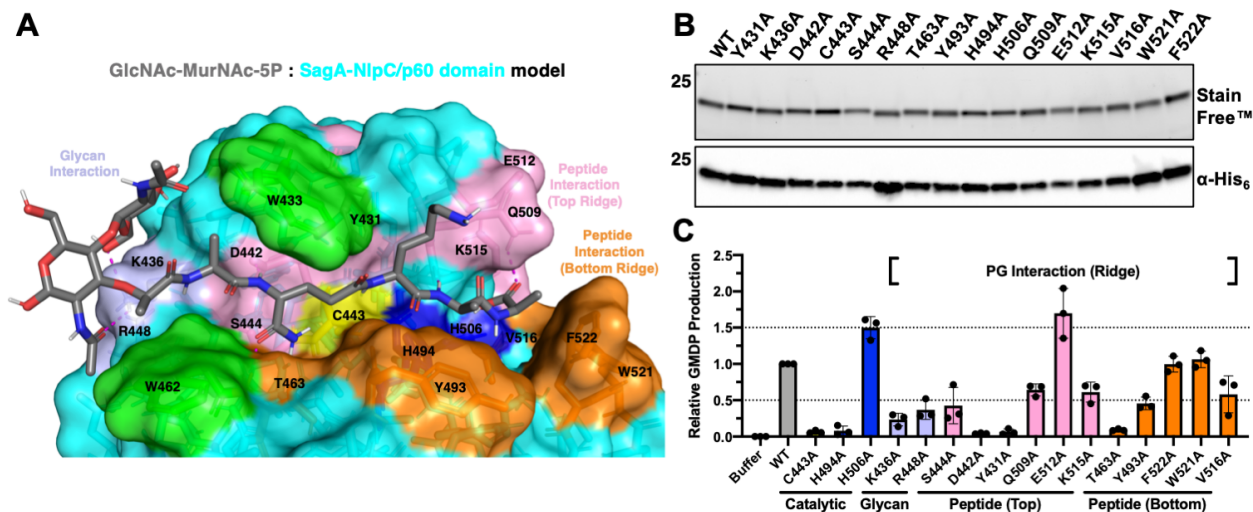 A
GlcNAc-MurNAc-5P : SagA-NlpC/p60 domain model
Glycan
Interaction
E512
Peptide
Interaction
(Top Ridge)
W433
Y431
Q509
K436
D442
K515
Peptide
Interaction
(Bottom Ridge)
R448
S444
C443
H506
V516
F522
H494
W462
T463
Y493
W521
B
WT
Y431A
K436A
D442A
C443A
S444A
R448A
T463A
Y493A
H494A
H506A
Q509A
E512A
K515A
V516A
W521A
F522A
25
Stain
Free™
25
α-His6
C
Relative GMDP Production
2.5
2.0
1.5
1.0
0.5
0.0
PG Interaction (Ridge)
Buffer
WT
C443A
H494A
H506A
K436A
R448A
S444A
D442A
Y431A
Q509A
E512A
K515A
T463A
Y493A
F522A
W521A
V516A
Catalytic
Glycan
Peptide (Top)
Peptide (Bottom)